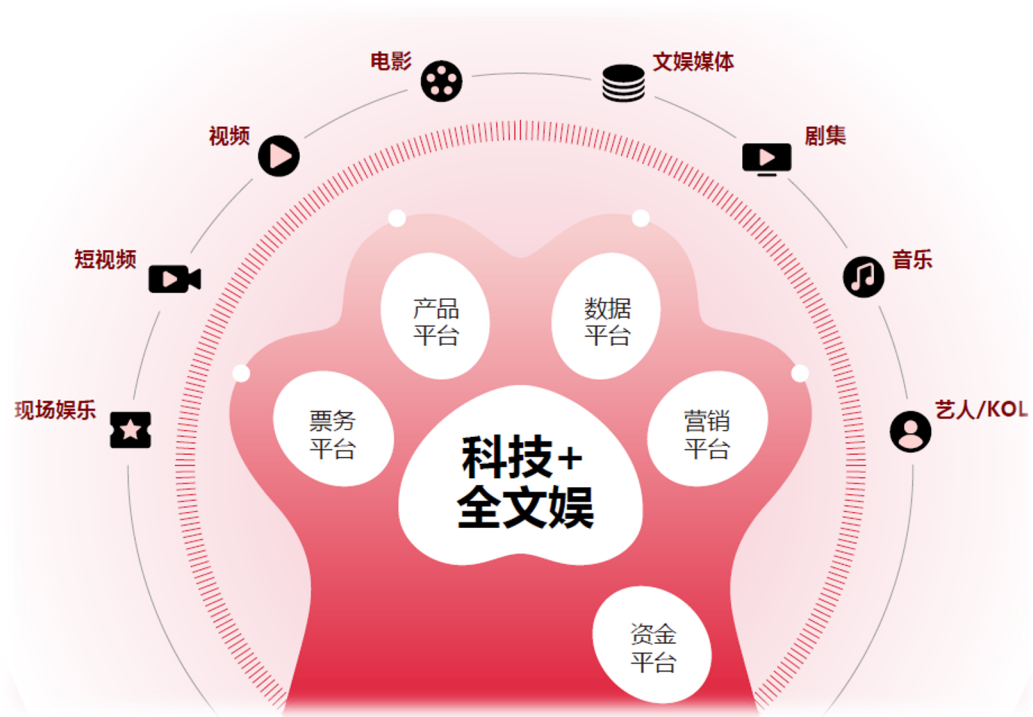 电影
文娱媒体
视频
剧集
短视频
音乐
现场娱乐
艺人/KOL
产品
平台
数据
平台
票务
平台
营销
平台
科技+
全文娱
资金
平台